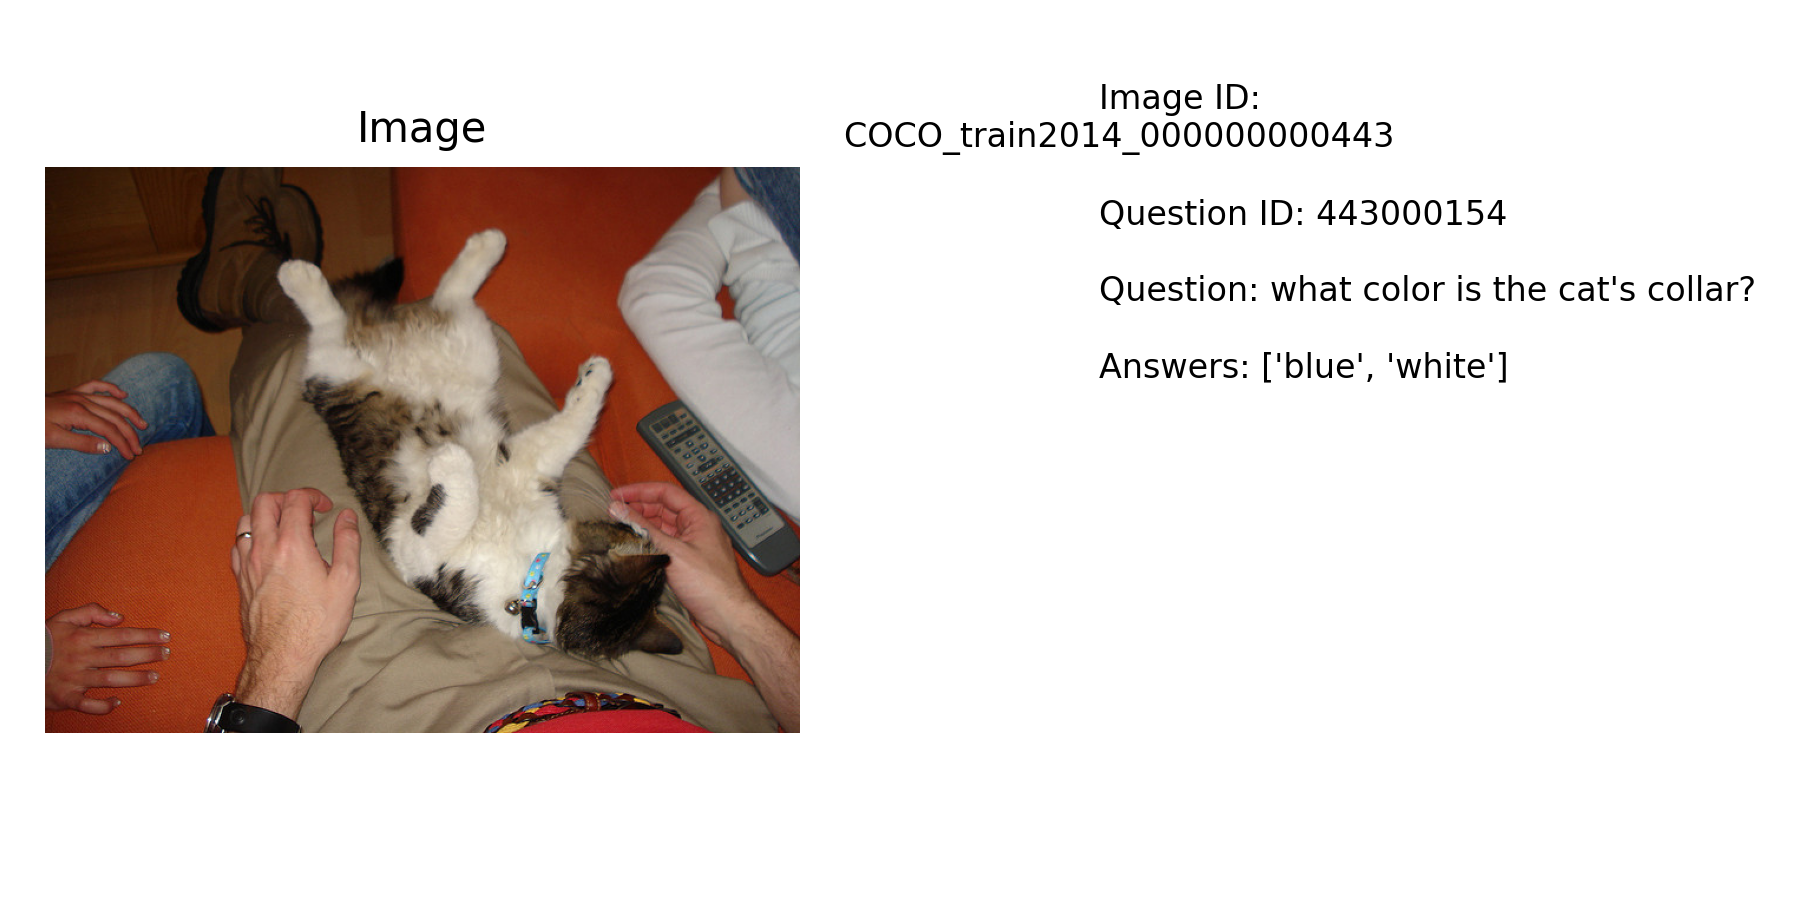 Image
Image ID:
COCO_train2014_000000000443
Question ID: 443000154
Question: what color is the cat's collar?
Answers: ['blue', 'white']